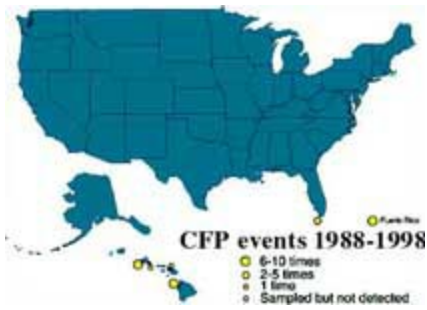 Puerto Rico
CFP events 1988-1998
6-10 times
2-5 times
1 time
Sampled but not detected